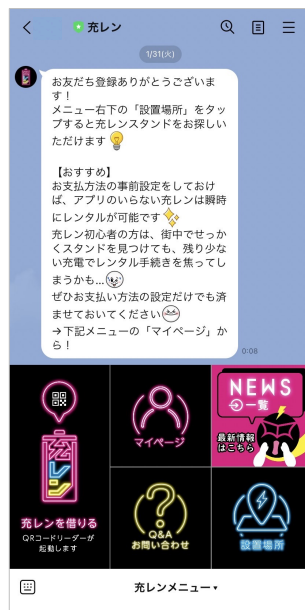 充レン
1/31(火)
お友だち登録ありがとうございま
す！
メニュー右下の「設置場所」をタッ
プすると充レンスタンドをお探しい
ただけます
【おすすめ】
お支払方法の事前設定をしておけ
ば、アプリのいらない充レンは瞬時
にレンタルが可能です
充レン初心者の方は、街中でせっか
くスタンドを見つけても、残り少な
い充電でレンタル手続きを焦ってし
まうかも...
ぜひお支払い方法の設定だけでも済
ませておいてください
→下記メニューの「マイページ」か
ら！
0:08
充レン
充レンを借りる
QRコードリーダーが
起動します
マイページ
NEWS
一覧
最新情報
はこちら
Q&A
お問い合わせ
設置場所
充レンメニュー▼